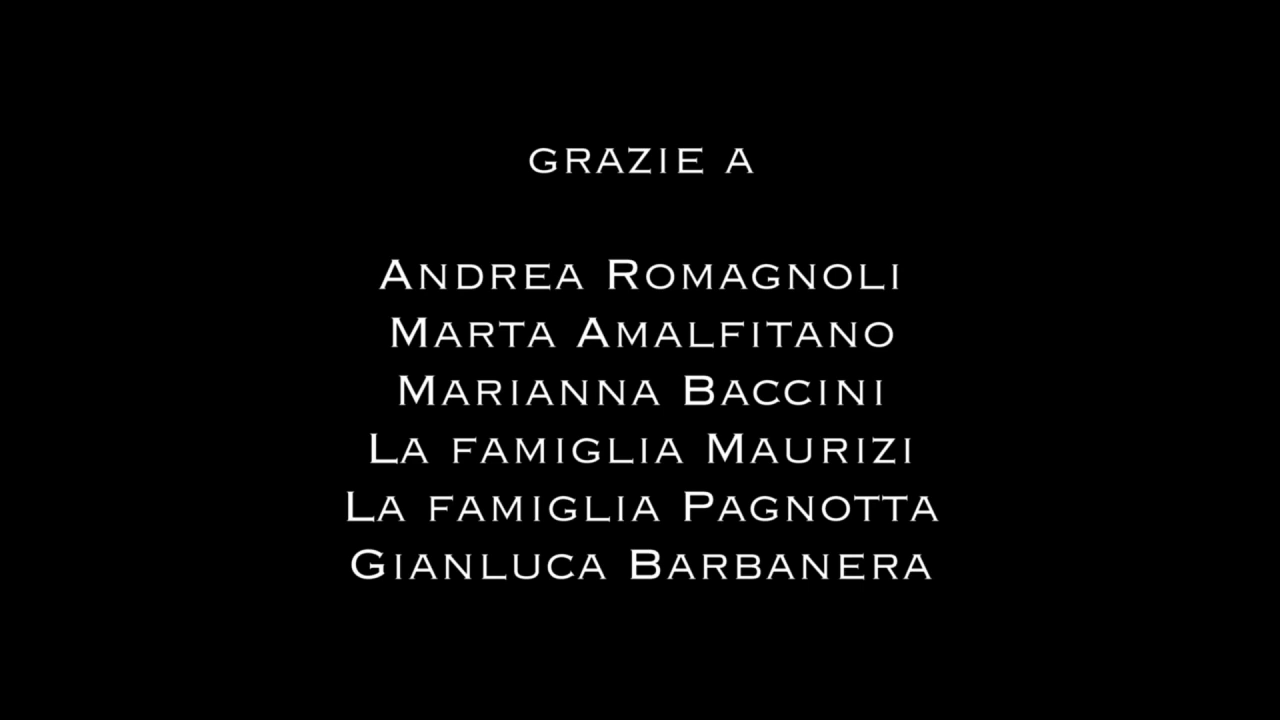 GRAZIE A
Andrea Romagnoli
Marta Amalfitano
Marianna Baccini
La famiglia Maurizi
La famiglia Pagnotta
Gianluca Barbanera